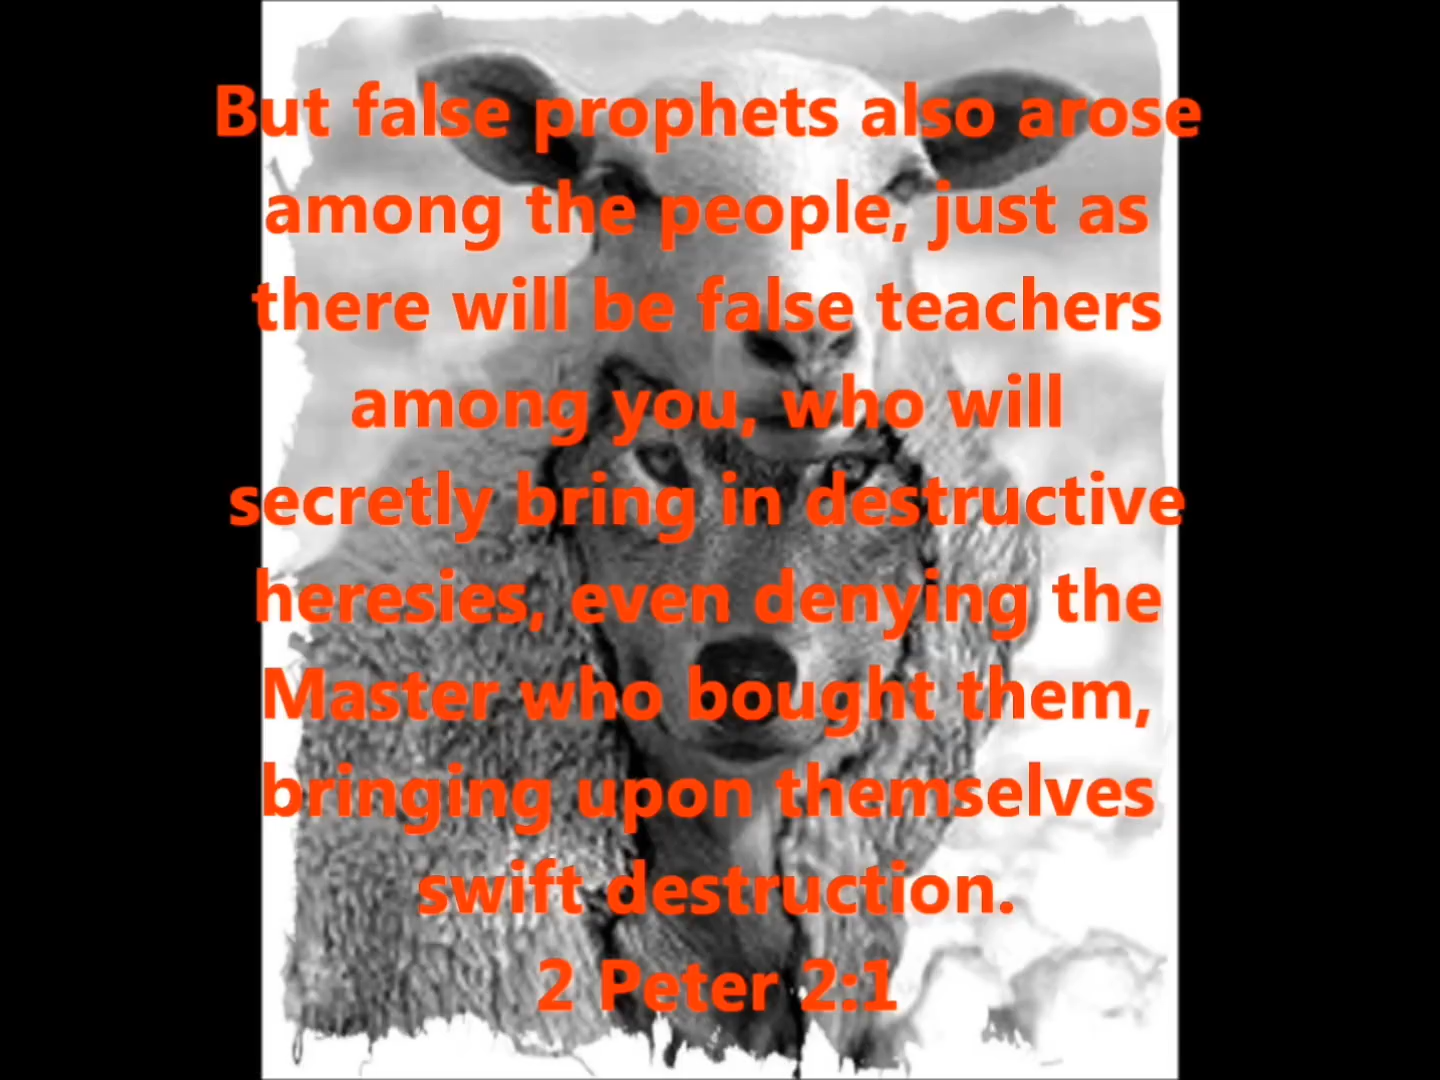 But false prophets also arose
among the people, just as
there will be false teachers
among you, who will
secretly bring in destructive
heresies, even denying the
Master who bought them,
bringing upon themselves
swift destruction.
2 Peter 2:1